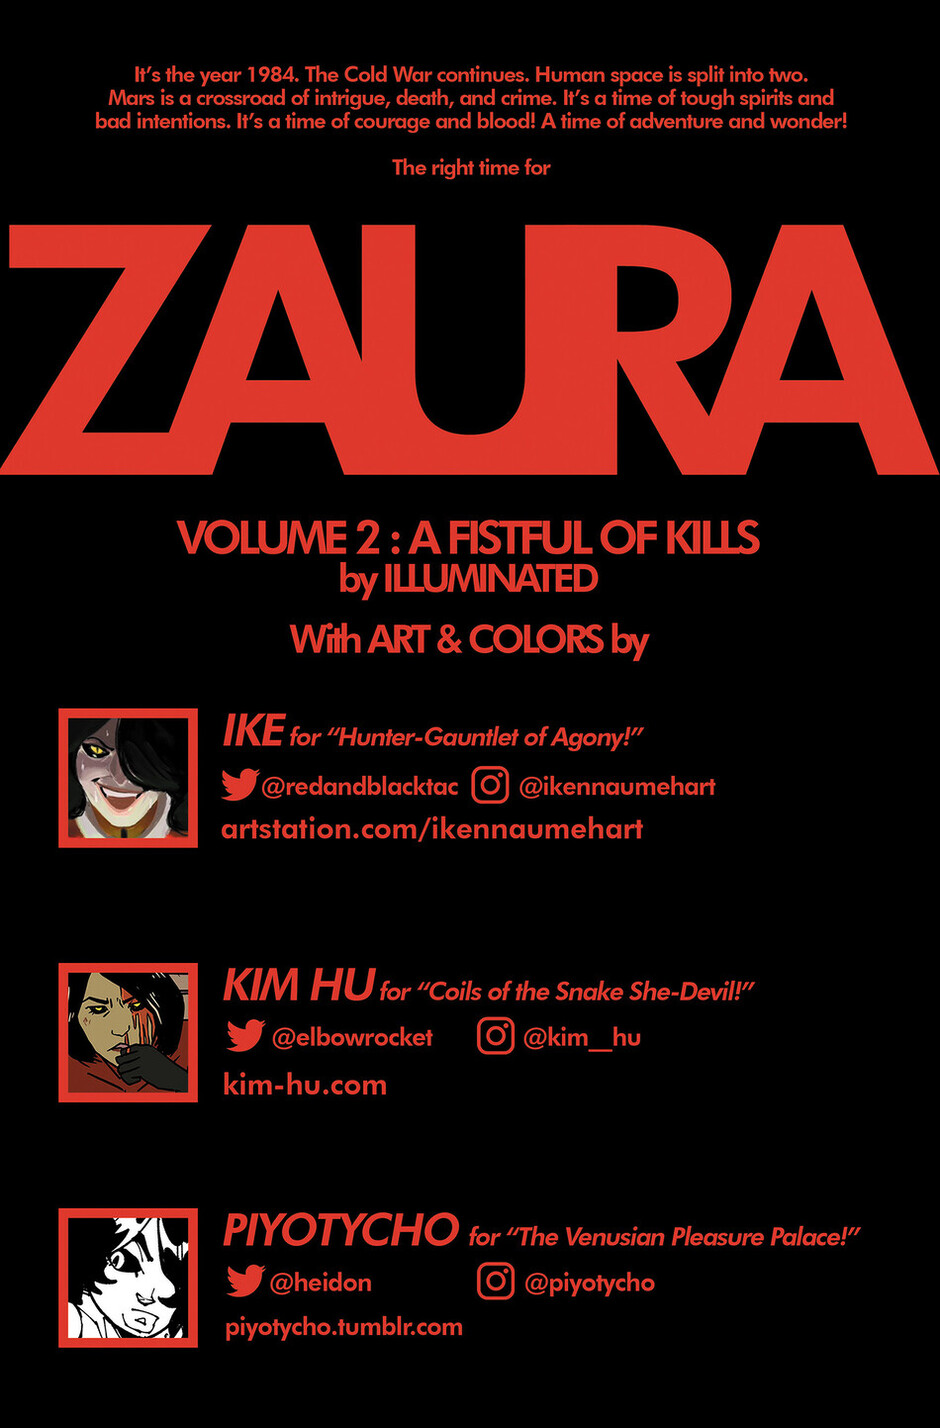 It's the year 1984. The Cold War continues. Human space is split into two.
Mars is a crossroad of intrigue, death, and crime. It's a time of tough spirits and
bad intentions. It's a time of courage and blood! A time of adventure and wonder!
The right time for
ZAURA
VOLUME 2 : A FISTFUL OF KILLS
by ILLUMINATED
With ART & COLORS by
IKE for “Hunter-Gauntlet of Agony!”
@redandblacktac @ikennaumehart
artstation.com/ikennaumehart
KIM HU for “Coils of the Snake She-Devil!”
@elbowrocket @kim__hu
kim-hu.com
PIYOTYCHO for “The Venusian Pleasure Palace!”
@heidon @piyotycho
piyotycho.tumblr.com